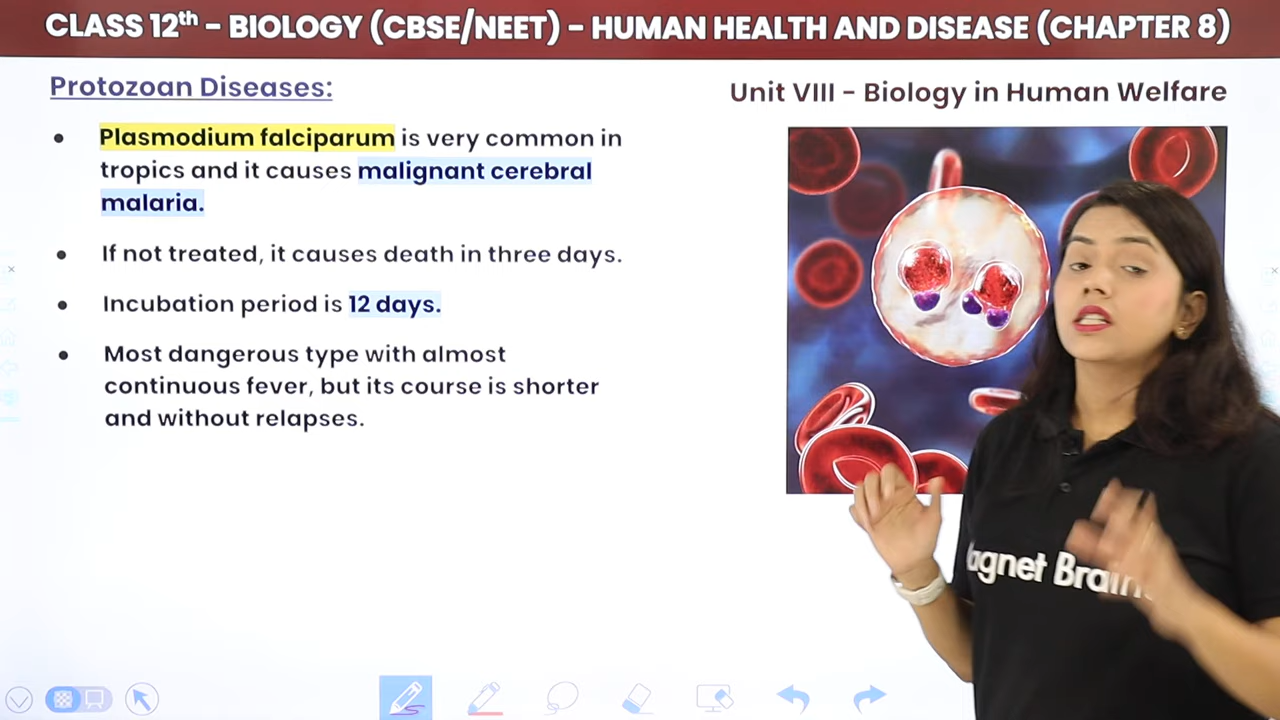 CLASS 12th – BIOLOGY (CBSE/NEET) – HUMAN HEALTH AND DISEASE (CHAPTER 8)
Protozoan Diseases:
Unit VIII – Biology in Human Welfare
• Plasmodium falciparum is very common in
tropics and it causes malignant cerebral
malaria.
• If not treated, it causes death in three days.
• Incubation period is 12 days.
• Most dangerous type with almost
continuous fever, but its course is shorter
and without relapses.
agnet Brain